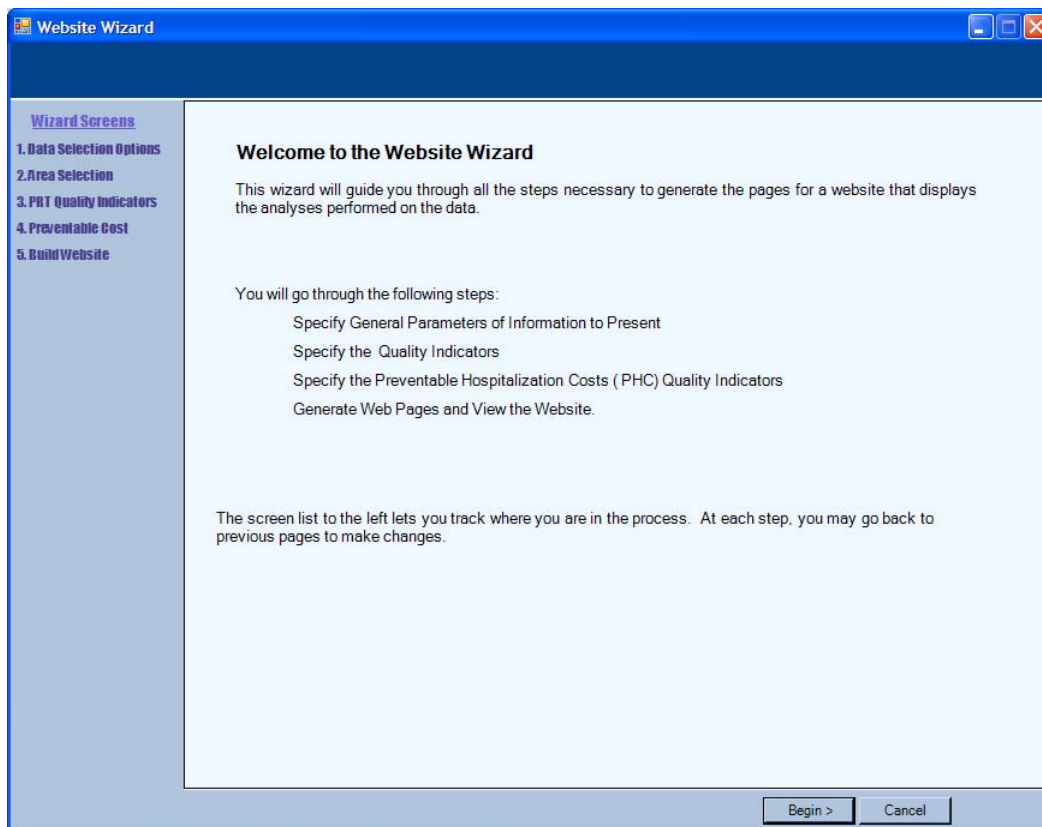 Website Wizard
Wizard Screens
1. Data Selection Options
2.Area Selection
3. PRT Quality Indicators
4. Preventable Cost
5. Build Website
Welcome to the Website Wizard
This wizard will guide you through all the steps necessary to generate the pages for a website that displays
the analyses performed on the data.
You will go through the following steps:
Specify General Parameters of Information to Present
Specify the Quality Indicators
Specify the Preventable Hospitalization Costs ( PHC) Quality Indicators
Generate Web Pages and View the Website.
The screen list to the left lets you track where you are in the process. At each step, you may go back to
previous pages to make changes.
Begin >
Cancel